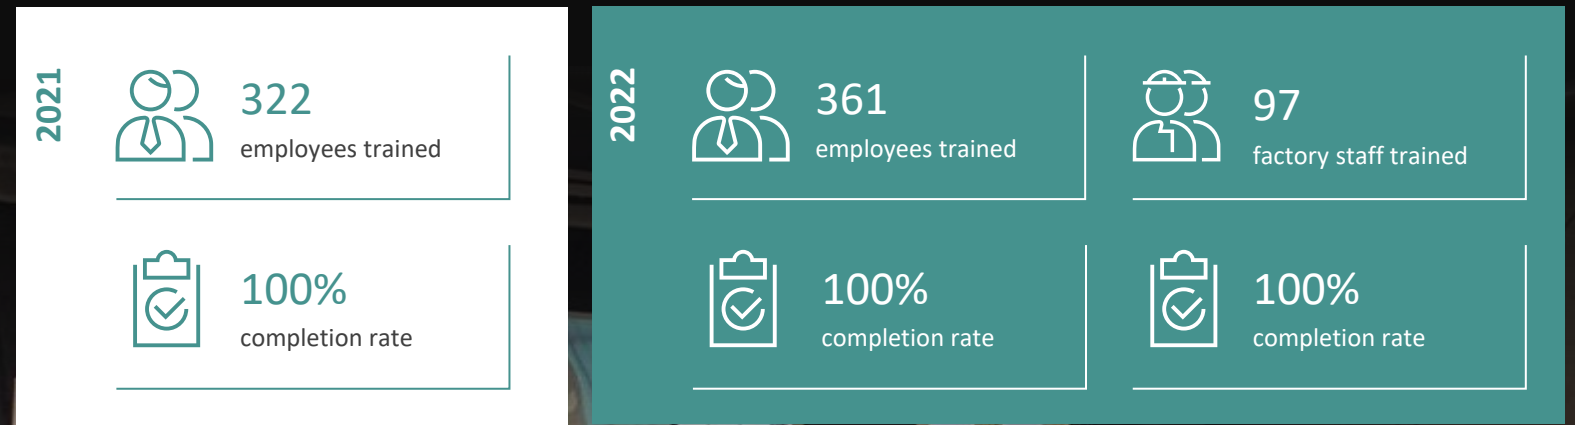 2021
322
employees trained
100%
completion rate
2022
361
employees trained
97
factory staff trained
100%
completion rate
100%
completion rate